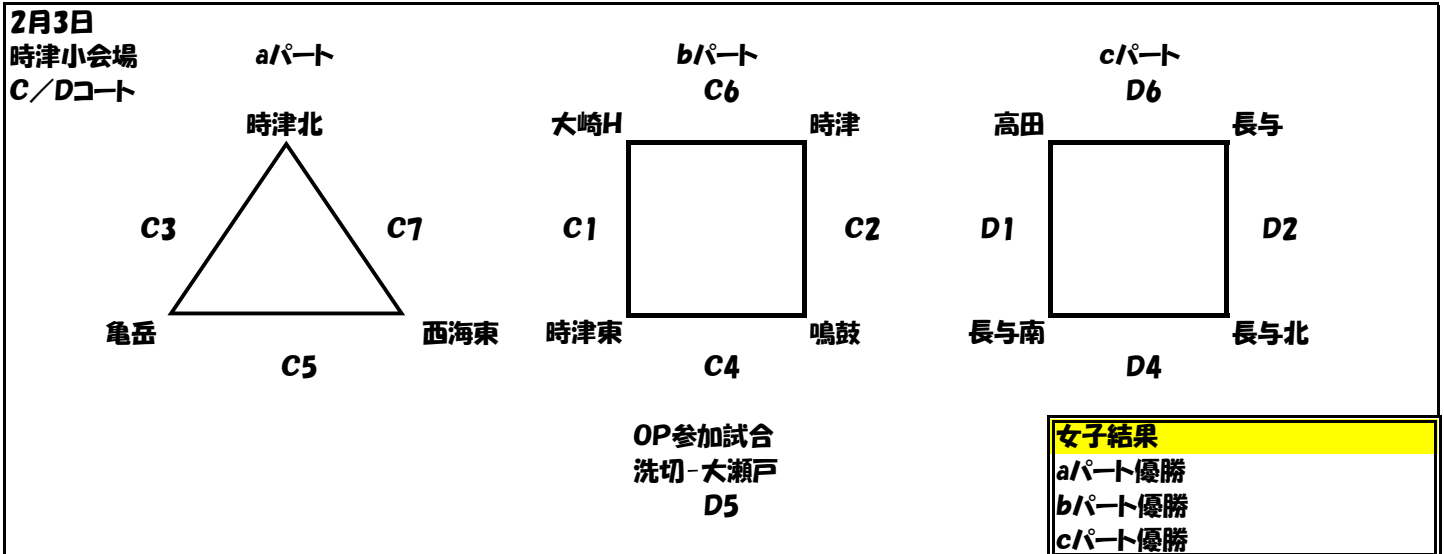 2月3日
時津小会場 aパート bパート cパート
C/Dコート C6 D6
時津北 大崎H 時津 高田 長与
C3 C7 C1 C2 D1 D2
亀岳 西海東 時津東 鳴鼓 長与南 長与北
C5 C4 D4
OP参加試合
洗切-大瀬戸
D5
女子結果
aパート優勝
bパート優勝
cパート優勝